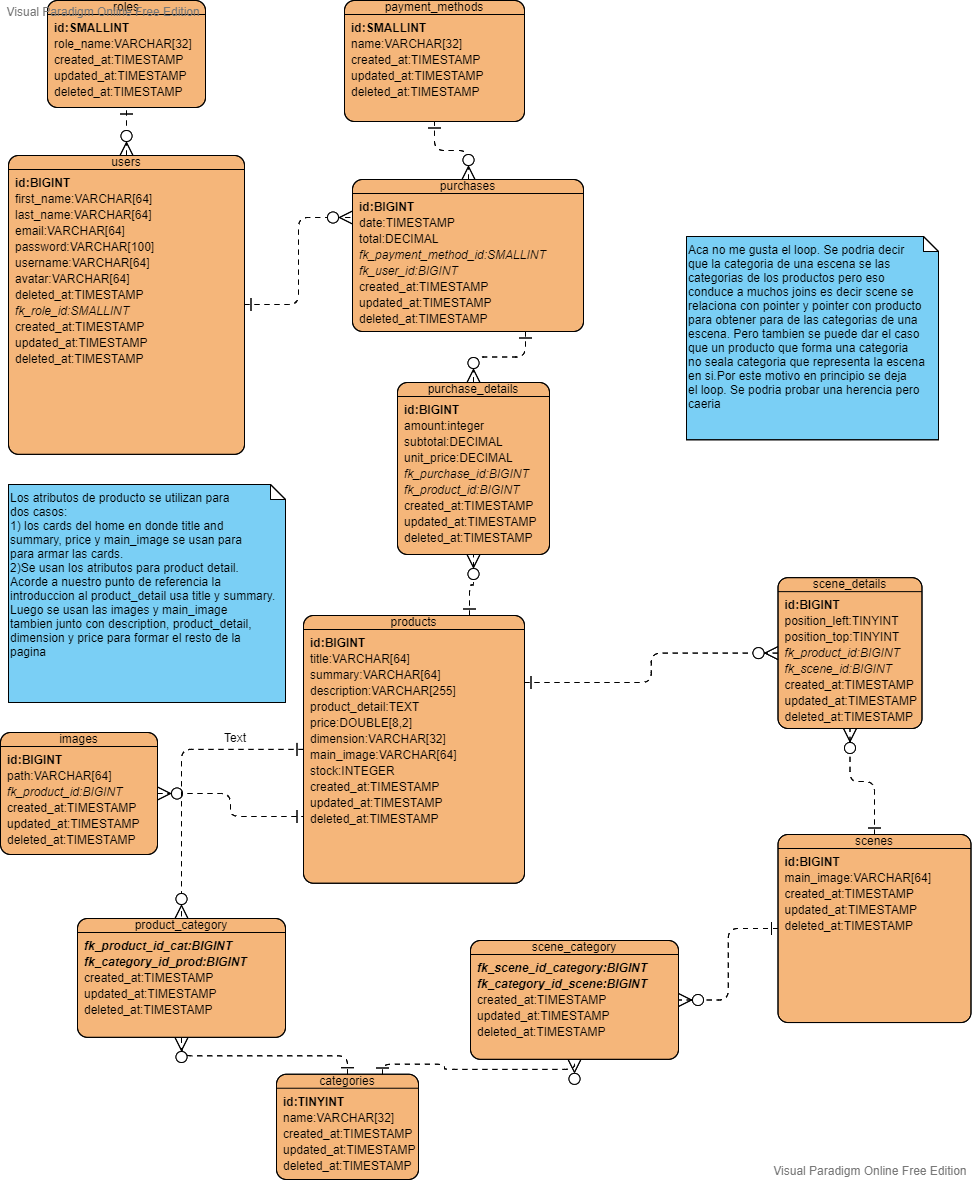 Visual Paradigm Online Free Edition
roles
id:SMALLINT
role_name:VARCHAR[32]
created_at:TIMESTAMP
updated_at:TIMESTAMP
deleted_at:TIMESTAMP
payment_methods
id:SMALLINT
name:VARCHAR[32]
created_at:TIMESTAMP
updated_at:TIMESTAMP
deleted_at:TIMESTAMP
users
id:BIGINT
first_name:VARCHAR[64]
last_name:VARCHAR[64]
email:VARCHAR[64]
password:VARCHAR[100]
username:VARCHAR[64]
avatar:VARCHAR[64]
deleted_at:TIMESTAMP
fk_role_id:SMALLINT
created_at:TIMESTAMP
updated_at:TIMESTAMP
deleted_at:TIMESTAMP
purchases
id:BIGINT
date:TIMESTAMP
total:DECIMAL
fk_payment_method_id:SMALLINT
fk_user_id:BIGINT
created_at:TIMESTAMP
updated_at:TIMESTAMP
deleted_at:TIMESTAMP
Aca no me gusta el loop. Se podria decir
que la categoria de una escena se las
categorias de los productos pero eso
conduce a muchos joins es decir scene se
relaciona con pointer y pointer con producto
para obtener para de las categorias de una
escena. Pero tambien se puede dar el caso
que un producto que forma una categoria
no seala categoria que representa la escena
en si.Por este motivo en principio se deja
el loop. Se podria probar una herencia pero
caeria
purchase_details
id:BIGINT
amount:integer
subtotal:DECIMAL
unit_price:DECIMAL
fk_purchase_id:BIGINT
fk_product_id:BIGINT
created_at:TIMESTAMP
updated_at:TIMESTAMP
deleted_at:TIMESTAMP
Los atributos de producto se utilizan para
dos casos:
1) los cards del home en donde title and
summary, price y main_image se usan para
para armar las cards.
2)Se usan los atributos para product detail.
Acorde a nuestro punto de referencia la
introduccion al product_detail usa title y summary.
Luego se usan las images y main_image
tambien junto con description, product_detail,
dimension y price para formar el resto de la
pagina
products
id:BIGINT
title:VARCHAR[64]
summary:VARCHAR[64]
description:VARCHAR[255]
product_detail:TEXT
price:DOUBLE[8,2]
dimension:VARCHAR[32]
main_image:VARCHAR[64]
stock:INTEGER
created_at:TIMESTAMP
updated_at:TIMESTAMP
deleted_at:TIMESTAMP
scene_details
id:BIGINT
position_left:TINYINT
position_top:TINYINT
fk_product_id:BIGINT
fk_scene_id:BIGINT
created_at:TIMESTAMP
updated_at:TIMESTAMP
deleted_at:TIMESTAMP
images
id:BIGINT
path:VARCHAR[64]
fk_product_id:BIGINT
created_at:TIMESTAMP
updated_at:TIMESTAMP
deleted_at:TIMESTAMP
Text
scenes
id:BIGINT
main_image:VARCHAR[64]
created_at:TIMESTAMP
updated_at:TIMESTAMP
deleted_at:TIMESTAMP
product_category
fk_product_id_cat:BIGINT
fk_category_id_prod:BIGINT
created_at:TIMESTAMP
updated_at:TIMESTAMP
deleted_at:TIMESTAMP
scene_category
fk_scene_id_category:BIGINT
fk_category_id_scene:BIGINT
created_at:TIMESTAMP
updated_at:TIMESTAMP
deleted_at:TIMESTAMP
categories
id:TINYINT
name:VARCHAR[32]
created_at:TIMESTAMP
updated_at:TIMESTAMP
deleted_at:TIMESTAMP
Visual Paradigm Online Free Edition